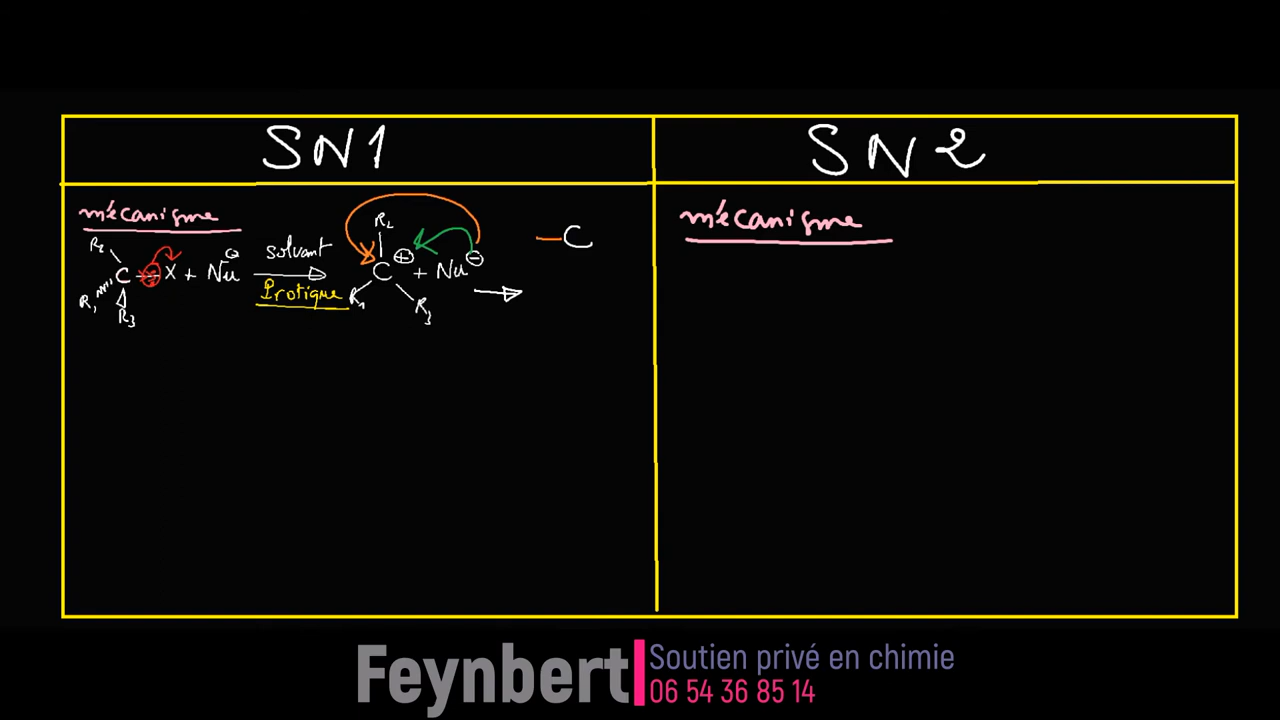 SN1
SN2
mécanisme
mécanisme
R₂
R₂
C
C — X + Nu⊖
solvant
C⊕ + Nu⊖
R₁
Protique
R₁
R₃
R₃
Feynbert
Soutien privé en chimie
06 54 36 85 14